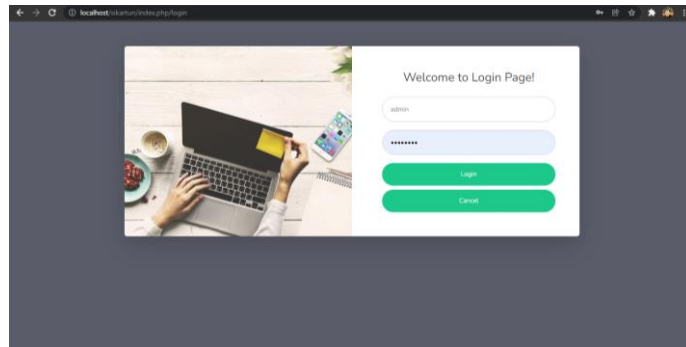 localhost/sikartun/index.php/login
Welcome to Login Page!
admin
••••••••
Login
Cancel